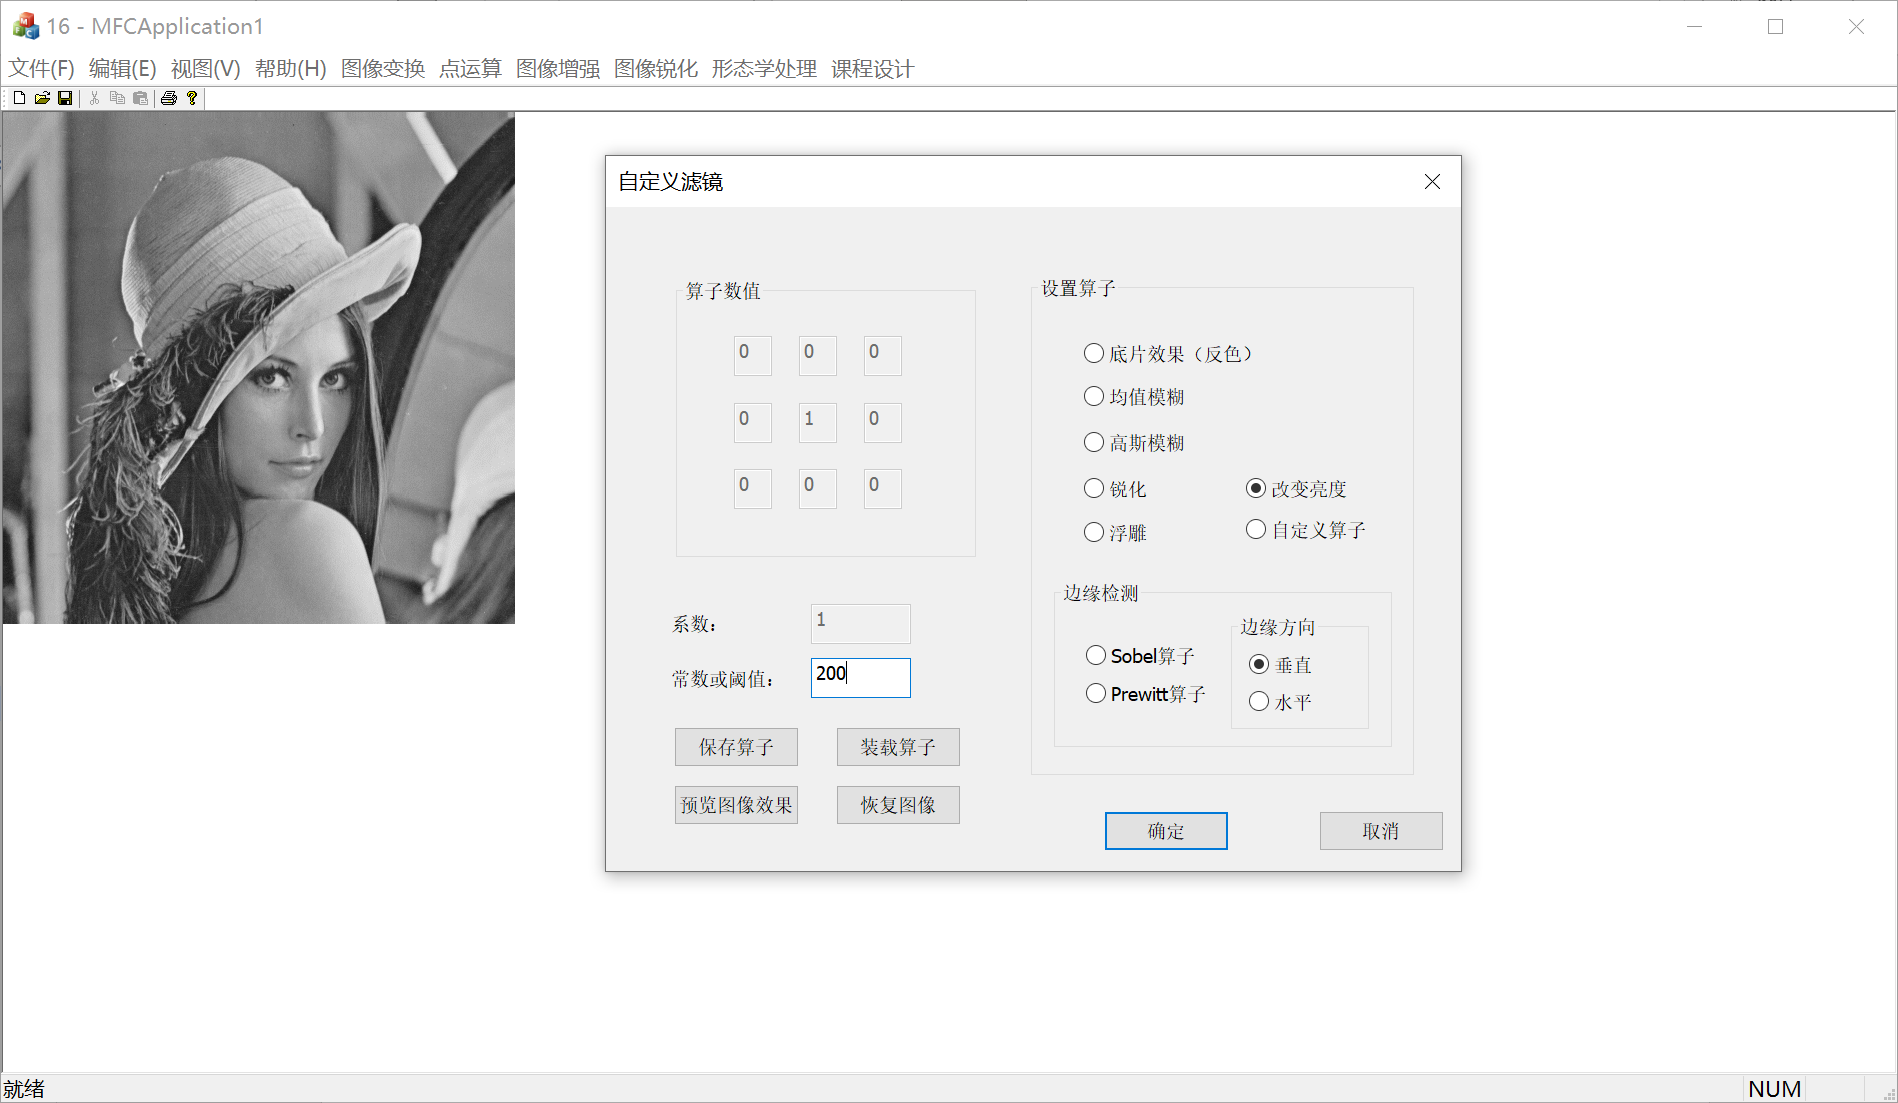 16 - MFCApplication1
文件(F) 编辑(E) 视图(V) 帮助(H) 图像变换 点运算 图像增强 图像锐化 形态学处理 课程设计
自定义滤镜
算子数值
0 0 0
0 1 0
0 0 0
系数： 1
常数或阈值： 200
保存算子 装载算子
预览图像效果 恢复图像
设置算子
底片效果（反色）
均值模糊
高斯模糊
锐化 改变亮度
浮雕 自定义算子
边缘检测
边缘方向
Sobel算子 垂直
Prewitt算子 水平
确定 取消
就绪 NUM